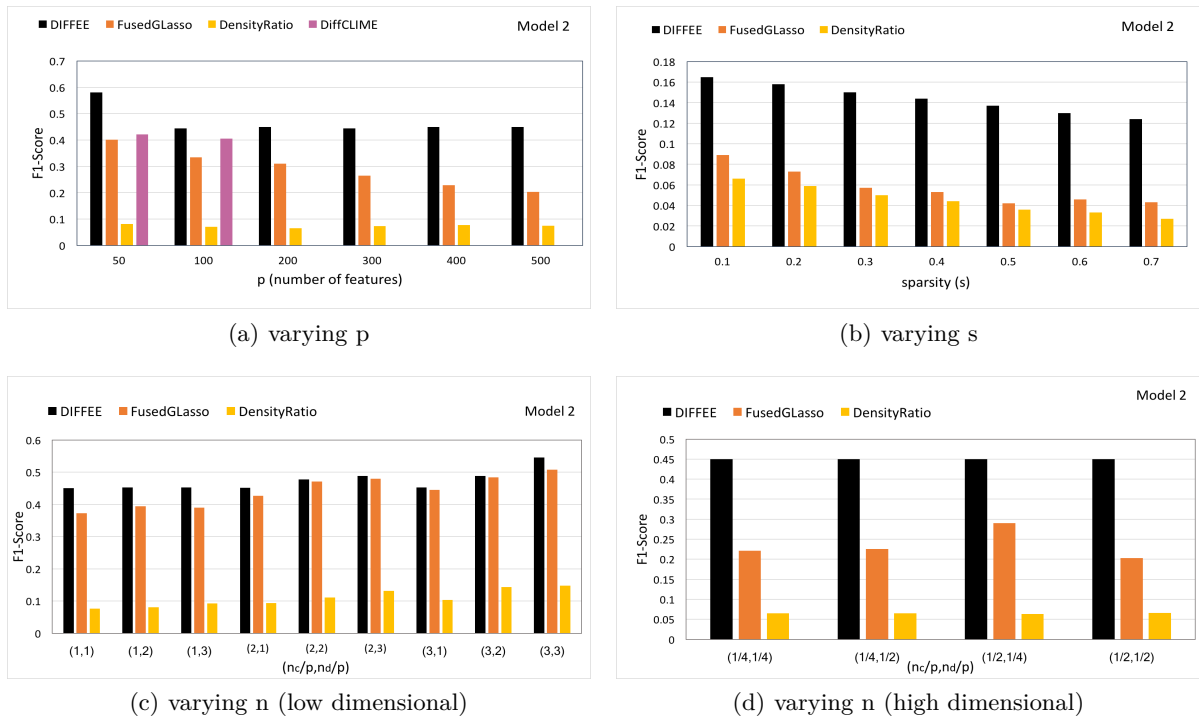 DIFFEE FusedGLasso DensityRatio DiffCLIME Model 2
0.7
0.6
0.5
0.4
0.3
0.2
0.1
0
F1-Score
50 100 200 300 400 500
p (number of features)
(a) varying p
DIFFEE FusedGLasso DensityRatio Model 2
0.18
0.16
0.14
0.12
0.10
0.08
0.06
0.04
0.02
0
F1-Score
0.1 0.2 0.3 0.4 0.5 0.6 0.7
sparsity (s)
(b) varying s
DIFFEE FusedGLasso DensityRatio Model 2
0.6
0.5
0.4
0.3
0.2
0.1
0
F1-Score
(1,1) (1,2) (1,3) (2,1) (2,2) (2,3) (3,1) (3,2) (3,3)
(nc/p,nd/p)
(c) varying n (low dimensional)
Model 2
DIFFEE FusedGLasso DensityRatio
0.5
0.45
0.4
0.35
0.3
0.25
0.2
0.15
0.1
0.05
0
F1-Score
(1/4,1/4) (1/4,1/2) (1/2,1/4) (1/2,1/2)
(nc/p,nd/p)
(d) varying n (high dimensional)